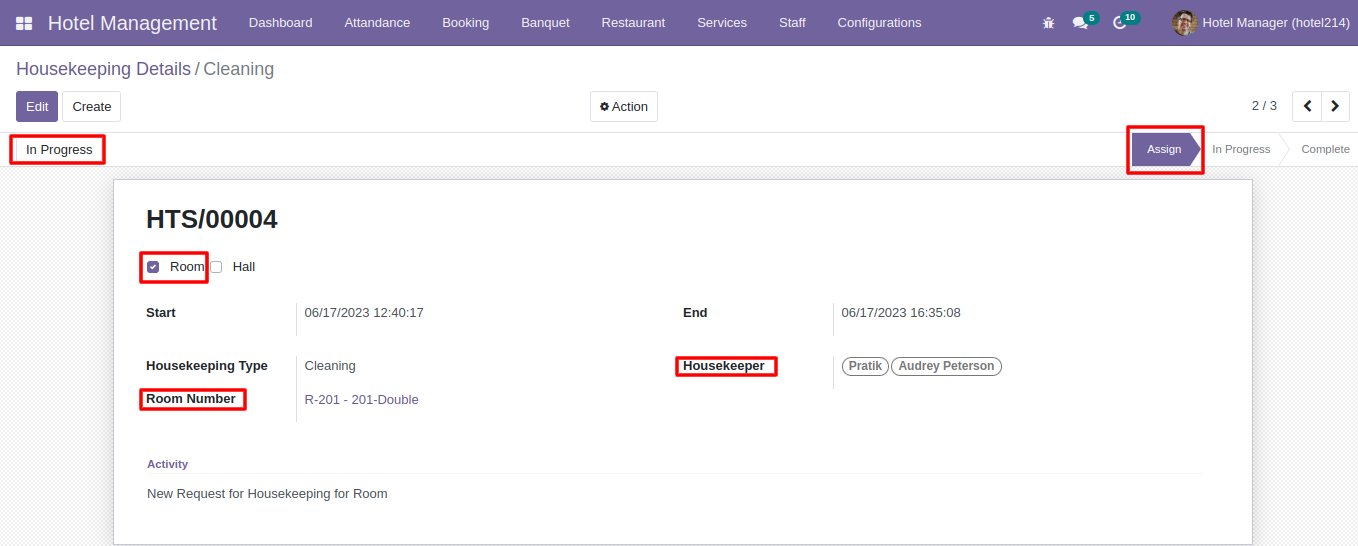 Hotel Management Dashboard Attendance Booking Banquet Restaurant Services Staff Configurations 5 10 Hotel Manager (hotel214)
Housekeeping Details / Cleaning
Edit Create Action 2 / 3
In Progress Assign In Progress Complete
HTS/00004
Room Hall
Start 06/17/2023 12:40:17 End 06/17/2023 16:35:08
Housekeeping Type Cleaning Housekeeper Pratik Audrey Peterson
Room Number R-201 - 201-Double
Activity
New Request for Housekeeping for Room